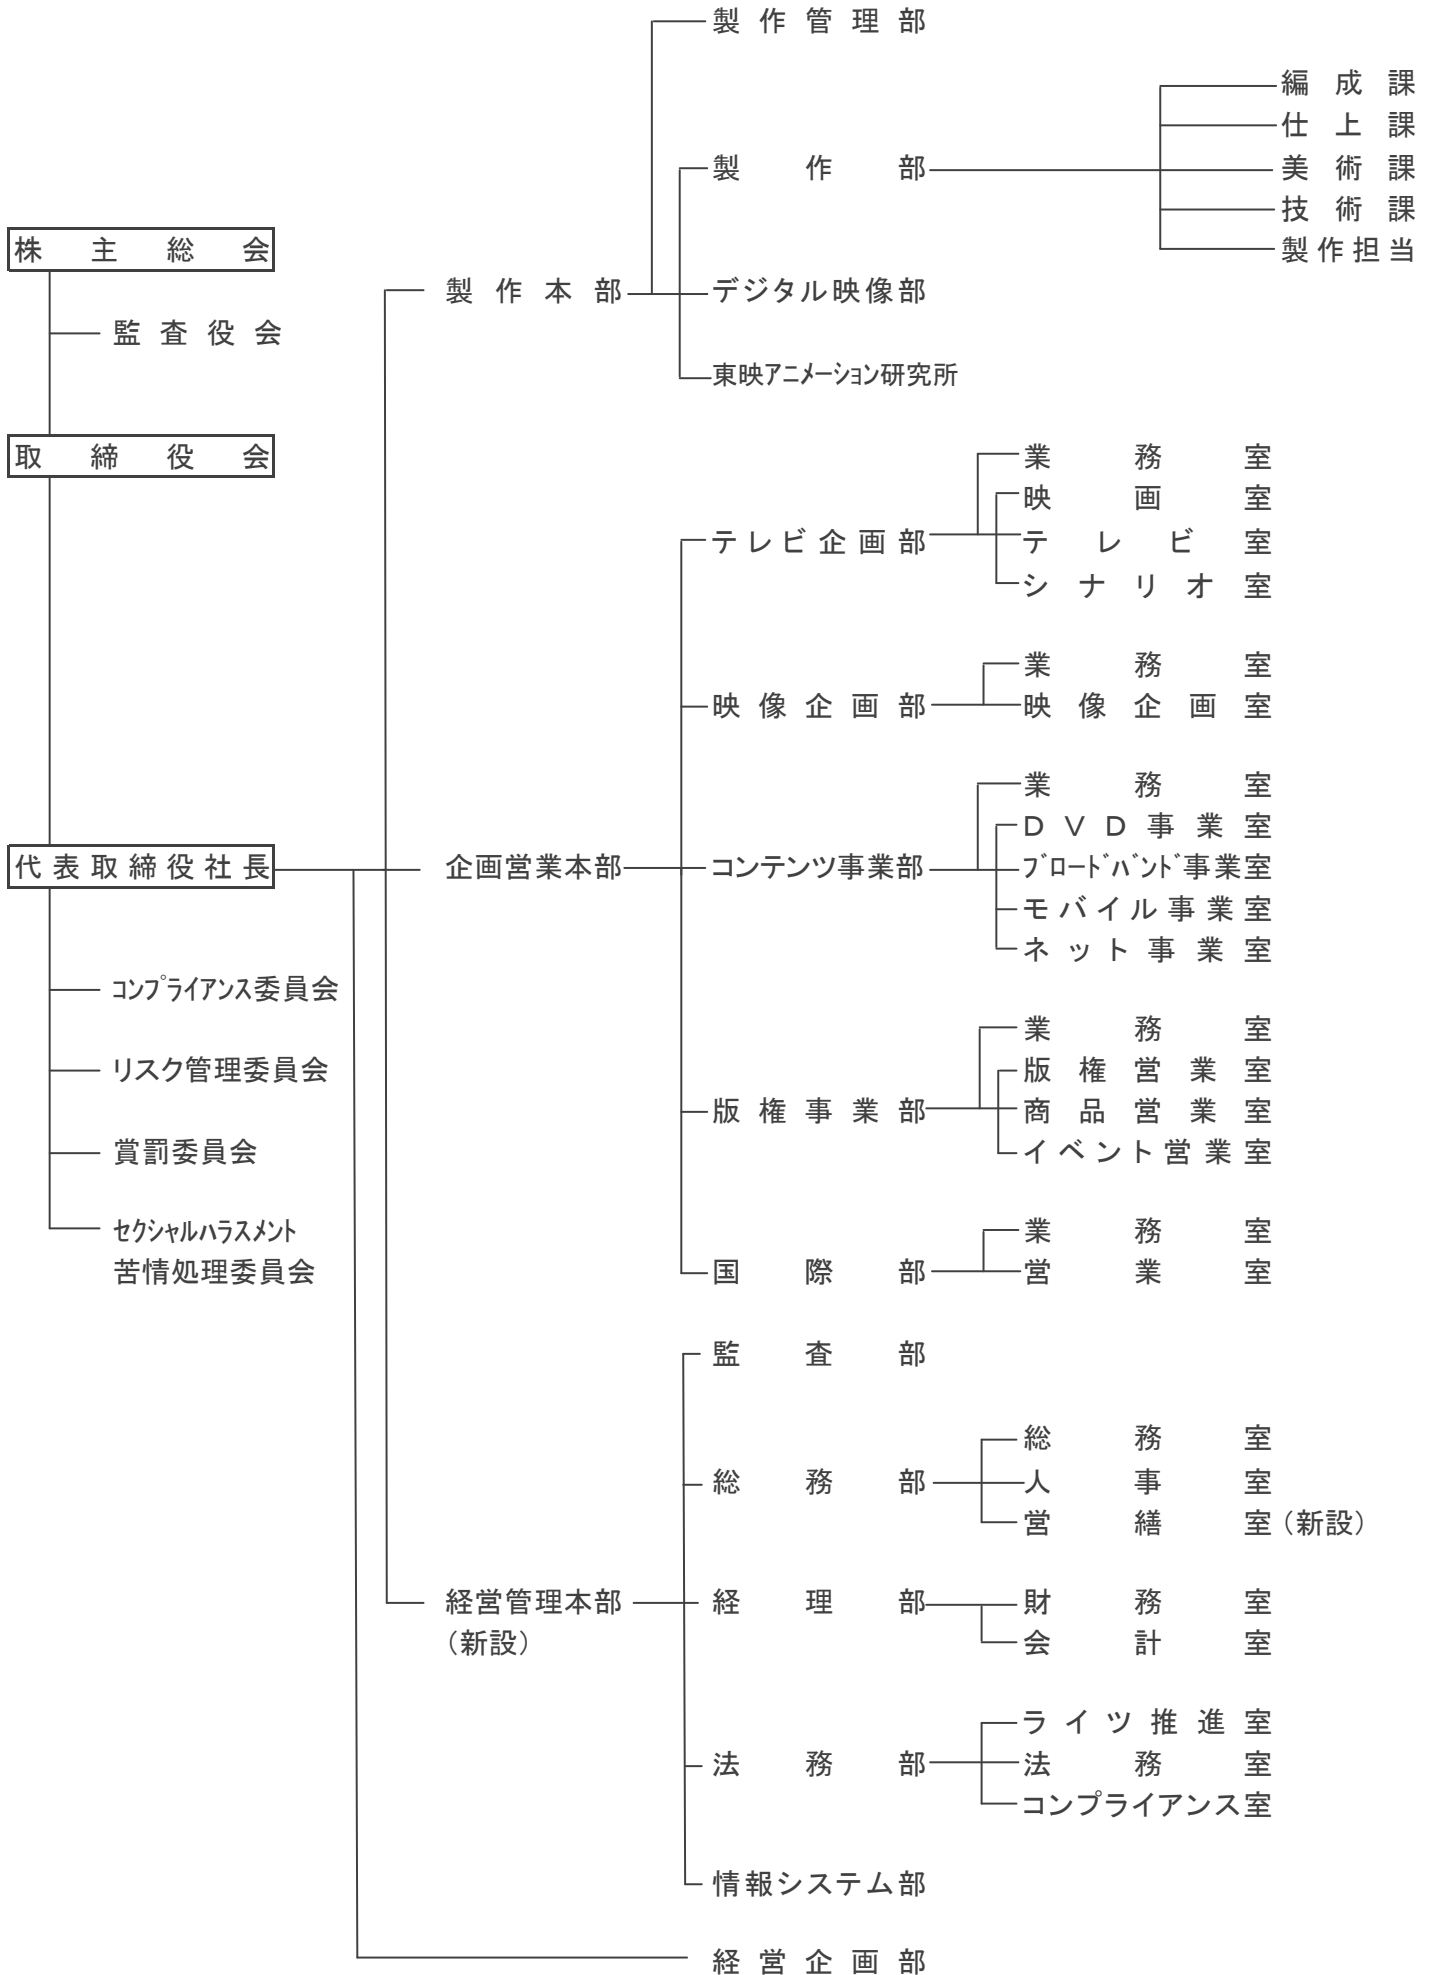 株主総会
監査役会
取締役会
代表取締役社長
コンプライアンス委員会
リスク管理委員会
賞罰委員会
セクシャルハラスメント
苦情処理委員会
製作本部
製作管理部
製作部
編成課
仕上課
美術課
技術課
製作担当
デジタル映像部
東映アニメーション研究所
企画営業本部
テレビ企画部
業務室
映画室
テレビ室
シナリオ室
映像企画部
業務室
映像企画室
コンテンツ事業部
業務室
DVD事業室
ブロードバンド事業室
モバイル事業室
ネット事業室
版権事業部
業務室
版権営業室
商品営業室
イベント営業室
国際部
業務室
営業室
経営管理本部
(新設)
監査部
総務部
総務室
人事室
営繕室(新設)
経理部
財務室
会計室
法務部
ライツ推進室
法務室
コンプライアンス室
情報システム部
経営企画部